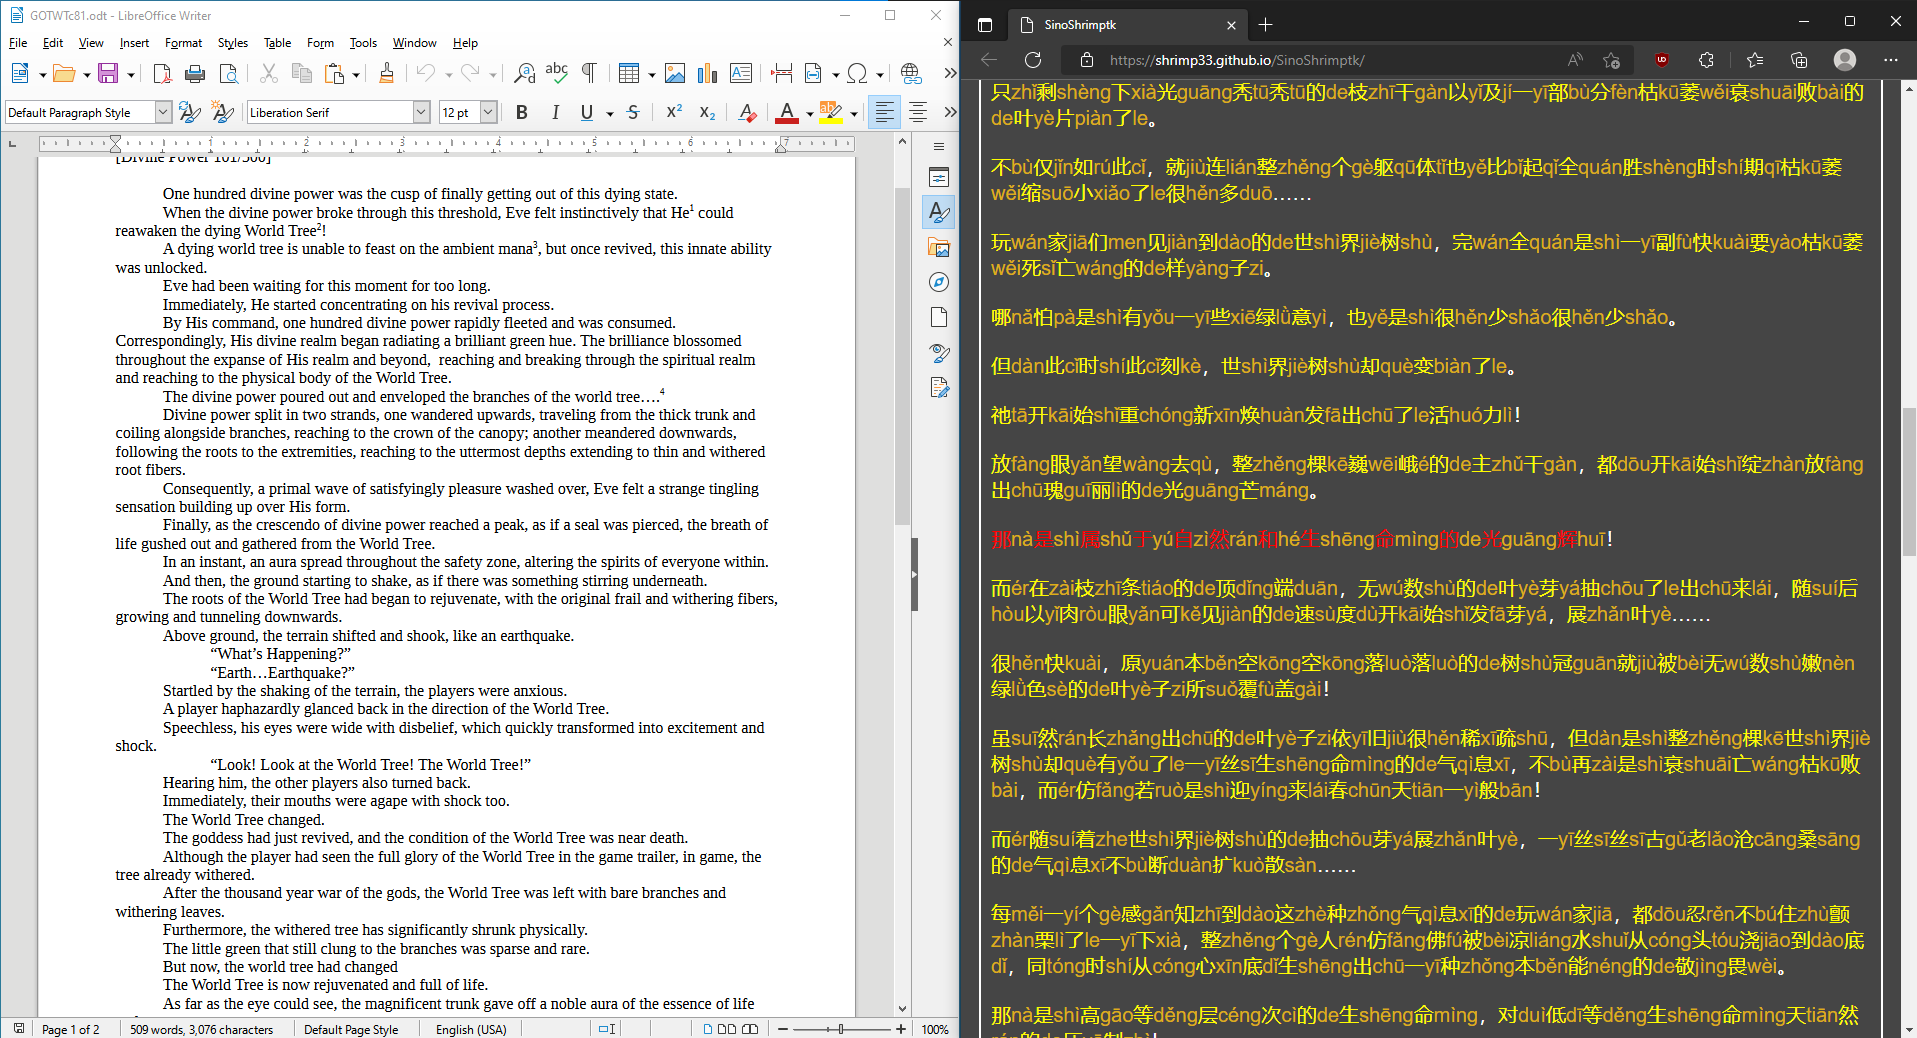 GOTWTc81.odt - LibreOffice Writer
File Edit View Insert Format Styles Table Form Tools Window Help
Default Paragraph Style Liberation Serif 12 pt
1 2 3 4 5 6 7
[Divine Power 101/500]
One hundred divine power was the cusp of finally getting out of this dying state.
When the divine power broke through this threshold, Eve felt instinctively that He1 could
reawaken the dying World Tree2!
A dying world tree is unable to feast on the ambient mana3, but once revived, this innate ability
was unlocked.
Eve had been waiting for this moment for too long.
Immediately, He started concentrating on his revival process.
By His command, one hundred divine power rapidly fleeted and was consumed.
Correspondingly, His divine realm began radiating a brilliant green hue. The brilliance blossomed
throughout the expanse of His realm and beyond,  reaching and breaking through the spiritual realm
and reaching to the physical body of the World Tree.
The divine power poured out and enveloped the branches of the world tree….4
Divine power split in two strands, one wandered upwards, traveling from the thick trunk and
coiling alongside branches, reaching to the crown of the canopy; another meandered downwards,
following the roots to the extremities, reaching to the uttermost depths extending to thin and withered
root fibers.
Consequently, a primal wave of satisfyingly pleasure washed over, Eve felt a strange tingling
sensation building up over His form.
Finally, as the crescendo of divine power reached a peak, as if a seal was pierced, the breath of
life gushed out and gathered from the World Tree.
In an instant, an aura spread throughout the safety zone, altering the spirits of everyone within.
And then, the ground starting to shake, as if there was something stirring underneath.
The roots of the World Tree had began to rejuvenate, with the original frail and withering fibers,
growing and tunneling downwards.
Above ground, the terrain shifted and shook, like an earthquake.
“What’s Happening?”
“Earth…Earthquake?”
Startled by the shaking of the terrain, the players were anxious.
A player haphazardly glanced back in the direction of the World Tree.
Speechless, his eyes were wide with disbelief, which quickly transformed into excitement and
shock.
“Look! Look at the World Tree! The World Tree!”
Hearing him, the other players also turned back.
Immediately, their mouths were agape with shock too.
The World Tree changed.
The goddess had just revived, and the condition of the World Tree was near death.
Although the player had seen the full glory of the World Tree in the game trailer, in game, the
tree already withered.
After the thousand year war of the gods, the World Tree was left with bare branches and
withering leaves.
Furthermore, the withered tree has significantly shrunk physically.
The little green that still clung to the branches was sparse and rare.
But now, the world tree had changed
The World Tree is now rejuvenated and full of life.
As far as the eye could see, the magnificent trunk gave off a noble aura of the essence of life
Page 1 of 2 509 words, 3,076 characters Default Page Style English (USA) 100%
SinoShrimptk
https://shrimp33.github.io/SinoShrimptk/
只zhǐ剩shèng下xià光guāng秃tū秃tū的de枝zhī干gàn以yǐ及jí一yī部bù分fèn枯kū萎wěi衰shuāi败bài的
de叶yè片piàn了le。
不bù仅jǐn如rú此cǐ，就jiù连lián整zhěng个gè躯qū体tǐ也yě比bǐ起qǐ全quán胜shèng时shí期qī枯kū萎
wěi缩suō小xiǎo了le很hěn多duō……
玩wán家jiā们men见jiàn到dào的de世shì界jiè树shù，完wán全quán是shì一yī副fù快kuài要yào枯kū萎
wěi死sǐ亡wáng的de样yàng子zi。
哪nǎ怕pà是shì有yǒu一yī些xiē绿lǜ意yì，也yě是shì很hěn少shǎo很hěn少shǎo。
但dàn此cǐ时shí此cǐ刻kè，世shì界jiè树shù却què变biàn了le。
祂tā开kāi始shǐ重chóng新xīn焕huàn发fā出chū了le活huó力lì！
放fàng眼yǎn望wàng去qù，整zhěng棵kē巍wēi峨é的de主zhǔ干gàn，都dōu开kāi始shǐ绽zhàn放fàng
出chū瑰guī丽lì的de光guāng芒máng。
那nà是shì属shǔ于yú自zì然rán和hé生shēng命mìng的de光guāng辉huī！
而ér在zài枝zhī条tiáo的de顶dǐng端duān，无wú数shù的de叶yè芽yá抽chōu了le出chū来lái，随suí后
hòu以yǐ肉ròu眼yǎn可kě见jiàn的de速sù度dù开kāi始shǐ发fā芽yá，展zhǎn叶yè……
很hěn快kuài，原yuán本běn空kōng空kōng落luò落luò的de树shù冠guān就jiù被bèi无wú数shù嫩nèn
绿lǜ色sè的de叶yè子zi所suǒ覆fù盖gài！
虽suī然rán长zhǎng出chū的de叶yè子zi依yī旧jiù很hěn稀xī疏shū，但dàn是shì整zhěng棵kē世shì界jiè
树shù却què有yǒu了le一yī丝sī生shēng命mìng的de气qì息xī，不bù再zài是shì衰shuāi亡wáng枯kū败
bài，而ér仿fǎng若ruò是shì迎yíng来lái春chūn天tiān一yì般bān！
而ér随suí着zhe世shì界jiè树shù的de抽chōu芽yá展zhǎn叶yè，一yī丝sī丝sī古gǔ老lǎo沧cāng桑sāng
的de气qì息xī不bù断duàn扩kuò散sàn……
每měi一yí个gè感gǎn知zhī到dào这zhè种zhǒng气qì息xī的de玩wán家jiā，都dōu忍rěn不bú住zhù颤
zhàn栗lì了le一yī下xià，整zhěng个gè人rén仿fǎng佛fú被bèi凉liáng水shuǐ从cóng头tóu浇jiāo到dào底
dǐ，同tóng时shí从cóng心xīn底dǐ生shēng出chū一yī种zhǒng本běn能néng的de敬jìng畏wèi。
那nà是shì高gāo等děng层céng次cì的de生shēng命mìng，对duì低dī等děng生shēng命mìng天tiān然